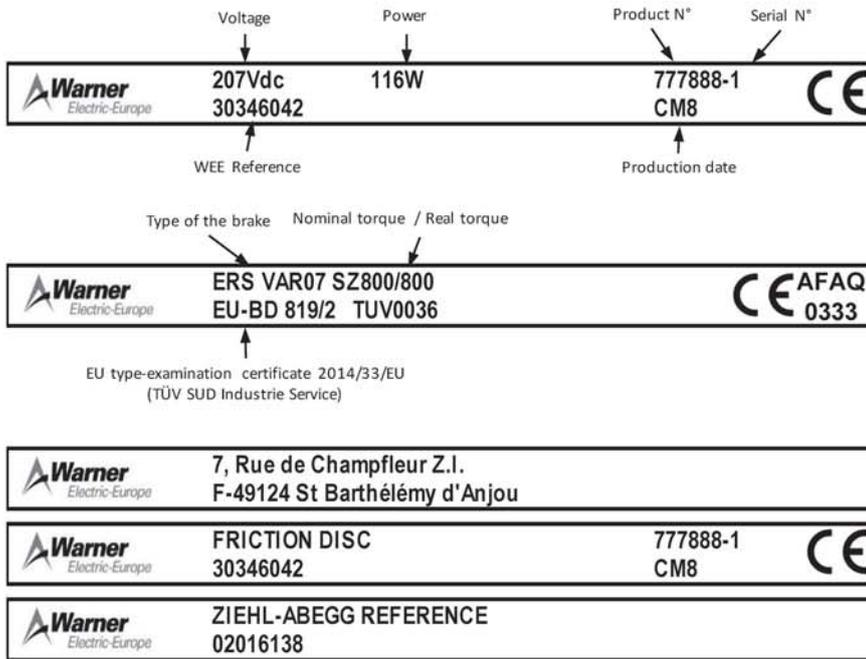 Voltage Power Product N° Serial N°
Warner 207Vdc 116W 777888-1 CE
Electric-Europe 30346042 CM8
WEE Reference Production date
Type of the brake Nominal torque / Real torque
Warner ERS VAR07 SZ800/800 CE AFAQ
Electric-Europe EU-BD 819/2 TUV0036 0333
EU type-examination certificate 2014/33/EU
(TÜV SUD Industrie Service)
Warner 7, Rue de Champfleur Z.I.
Electric-Europe F-49124 St Barthélémy d'Anjou
Warner FRICTION DISC 777888-1 CE
Electric-Europe 30346042 CM8
Warner ZIEHL-ABEGG REFERENCE
Electric-Europe 02016138